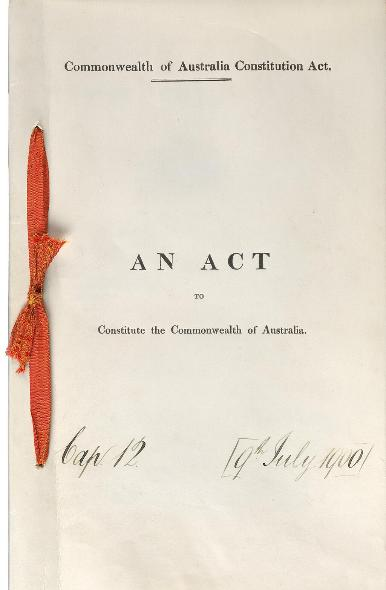 Commonwealth of Australia Constitution Act.
AN ACT
TO
Constitute the Commonwealth of Australia.
Cap. 12. [9th July 1900]